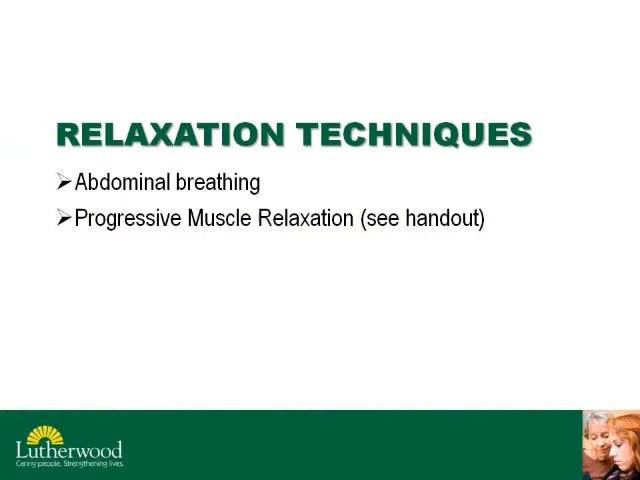 RELAXATION TECHNIQUES
➢Abdominal breathing
➢Progressive Muscle Relaxation (see handout)
Lutherwood
Caring people. Strengthening lives.